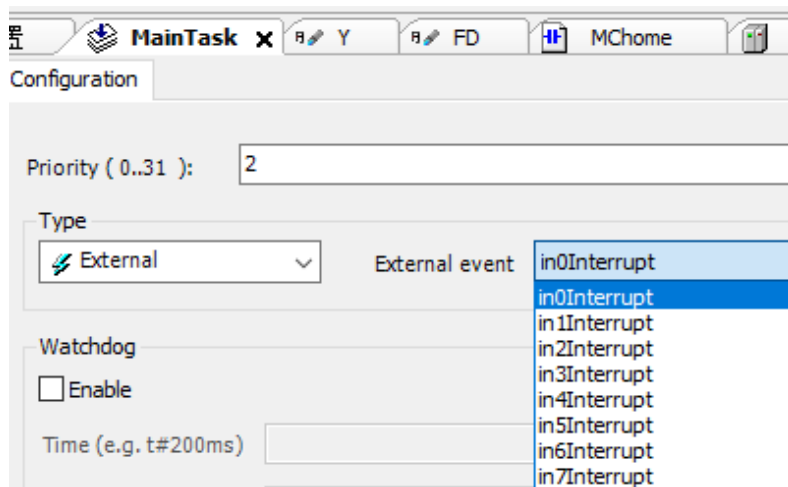 置 MainTask Y FD MChome
Configuration
Priority ( 0..31 ): 2
Type
External External event in0Interrupt
in0Interrupt
in1Interrupt
in2Interrupt
Watchdog
in3Interrupt
Enable
in4Interrupt
in5Interrupt
Time (e.g. t#200ms)
in6Interrupt
in7Interrupt